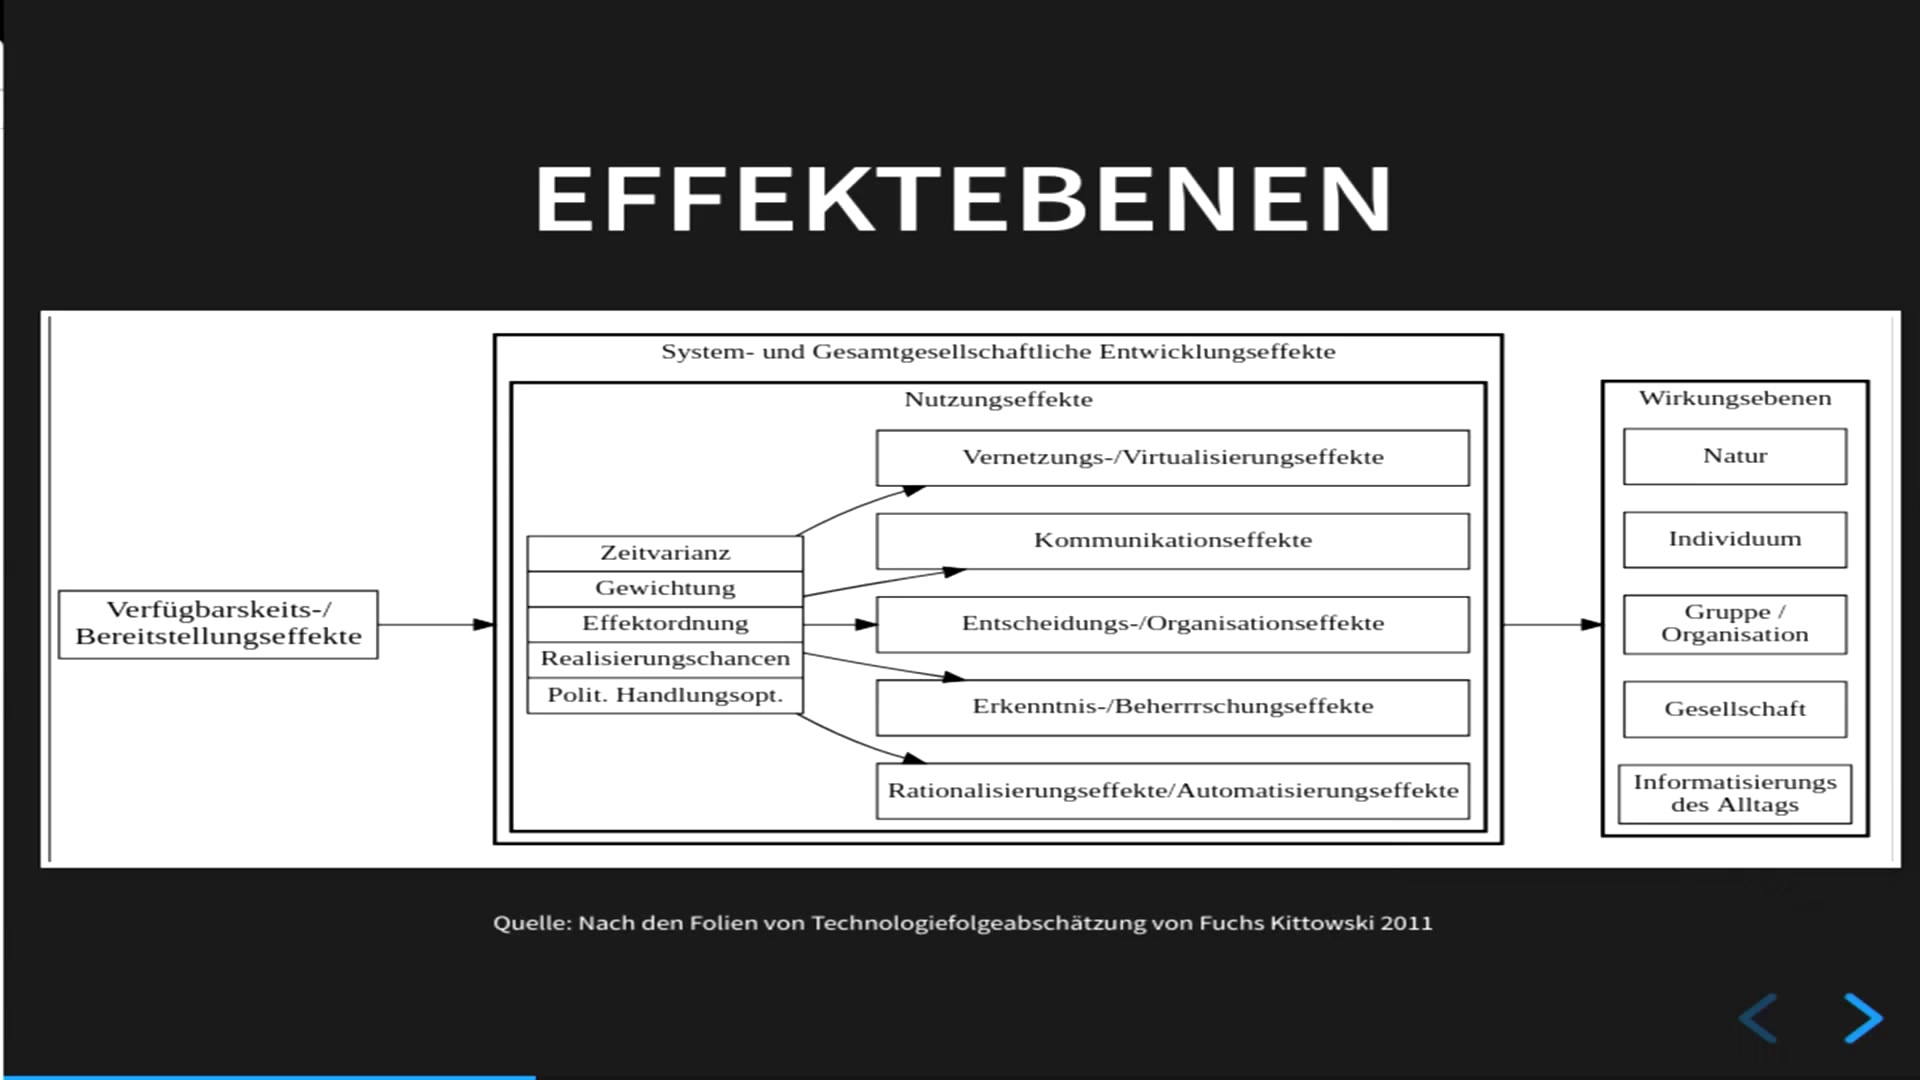 EFFEKTEBENEN
System- und Gesamtgesellschaftliche Entwicklungseffekte
Nutzungseffekte
Verfügbarskeits-/
Bereitstellungseffekte
Zeitvarianz
Gewichtung
Effektordnung
Realisierungschancen
Polit. Handlungsopt.
Vernetzungs-/Virtualisierungseffekte
Kommunikationseffekte
Entscheidungs-/Organisationseffekte
Erkenntnis-/Beherrrschungseffekte
Rationalisierungseffekte/Automatisierungseffekte
Wirkungsebenen
Natur
Individuum
Gruppe /
Organisation
Gesellschaft
Informatisierungs
des Alltags
Quelle: Nach den Folien von Technologiefolgeabschätzung von Fuchs Kittowski 2011